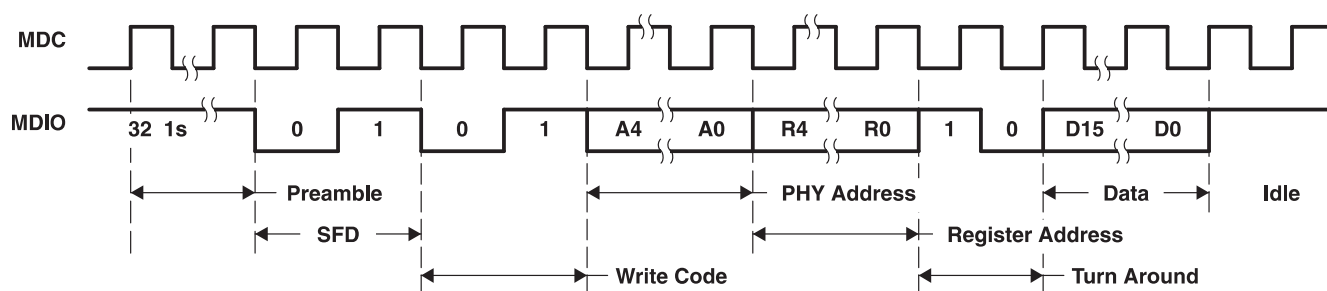 MDC
MDIO
32 1s 0 1 0 1 A4 A0 R4 R0 1 0 D15 D0
Preamble PHY Address Data Idle
SFD Register Address
Write Code Turn Around